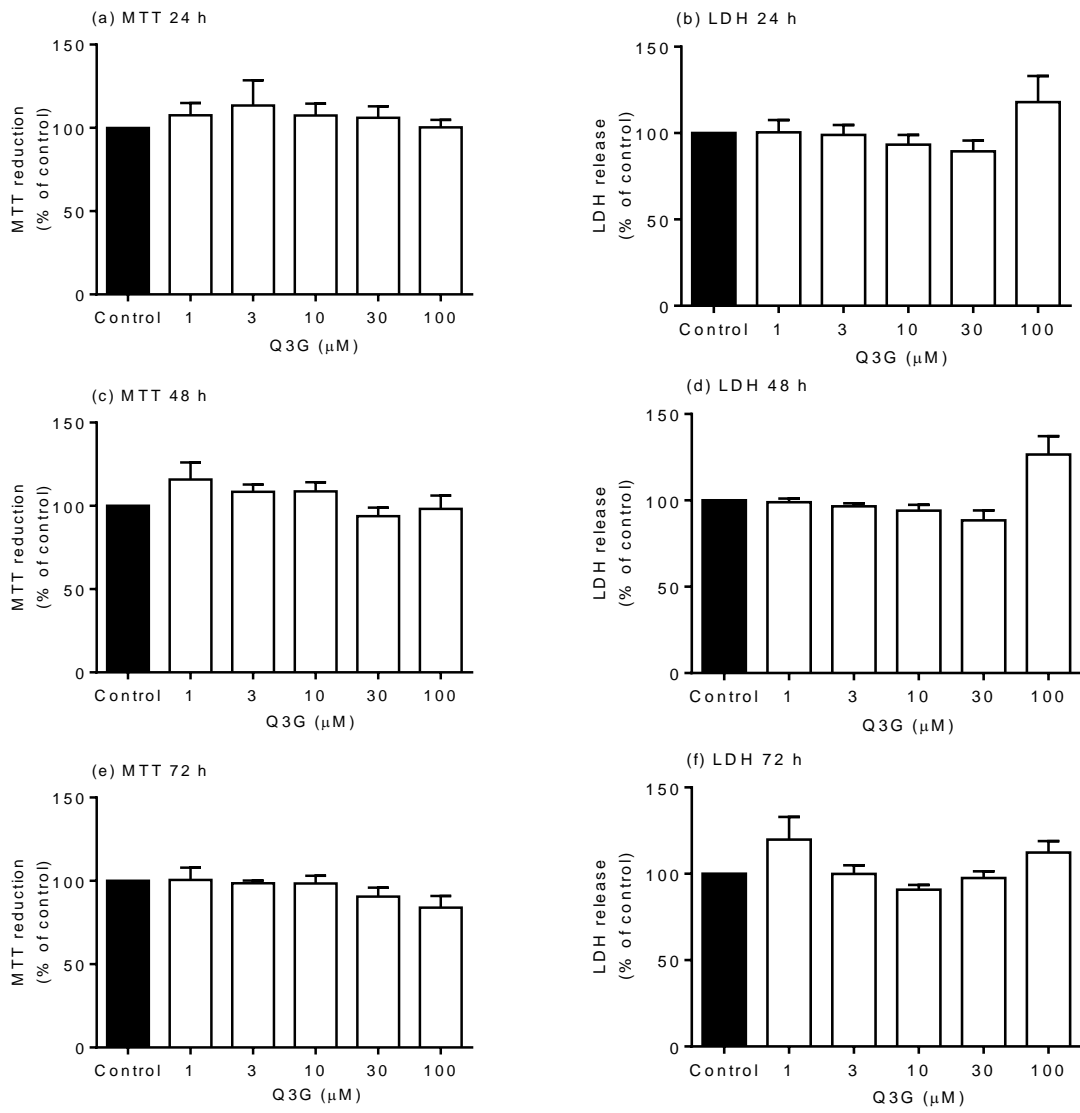 (a) MTT 24 h
MTT reduction
(% of control)
150
100
50
0
Control 1 3 10 30 100
Q3G (μM)
(b) LDH 24 h
LDH release
(% of control)
150
100
50
0
Control 1 3 10 30 100
Q3G (μM)
(c) MTT 48 h
MTT reduction
(% of control)
150
100
50
0
Control 1 3 10 30 100
Q3G (μM)
(d) LDH 48 h
LDH release
(% of control)
150
100
50
0
Control 1 3 10 30 100
Q3G (μM)
(e) MTT 72 h
MTT reduction
(% of control)
150
100
50
0
Control 1 3 10 30 100
Q3G (μM)
(f) LDH 72 h
LDH release
(% of control)
150
100
50
0
Control 1 3 10 30 100
Q3G (μM)